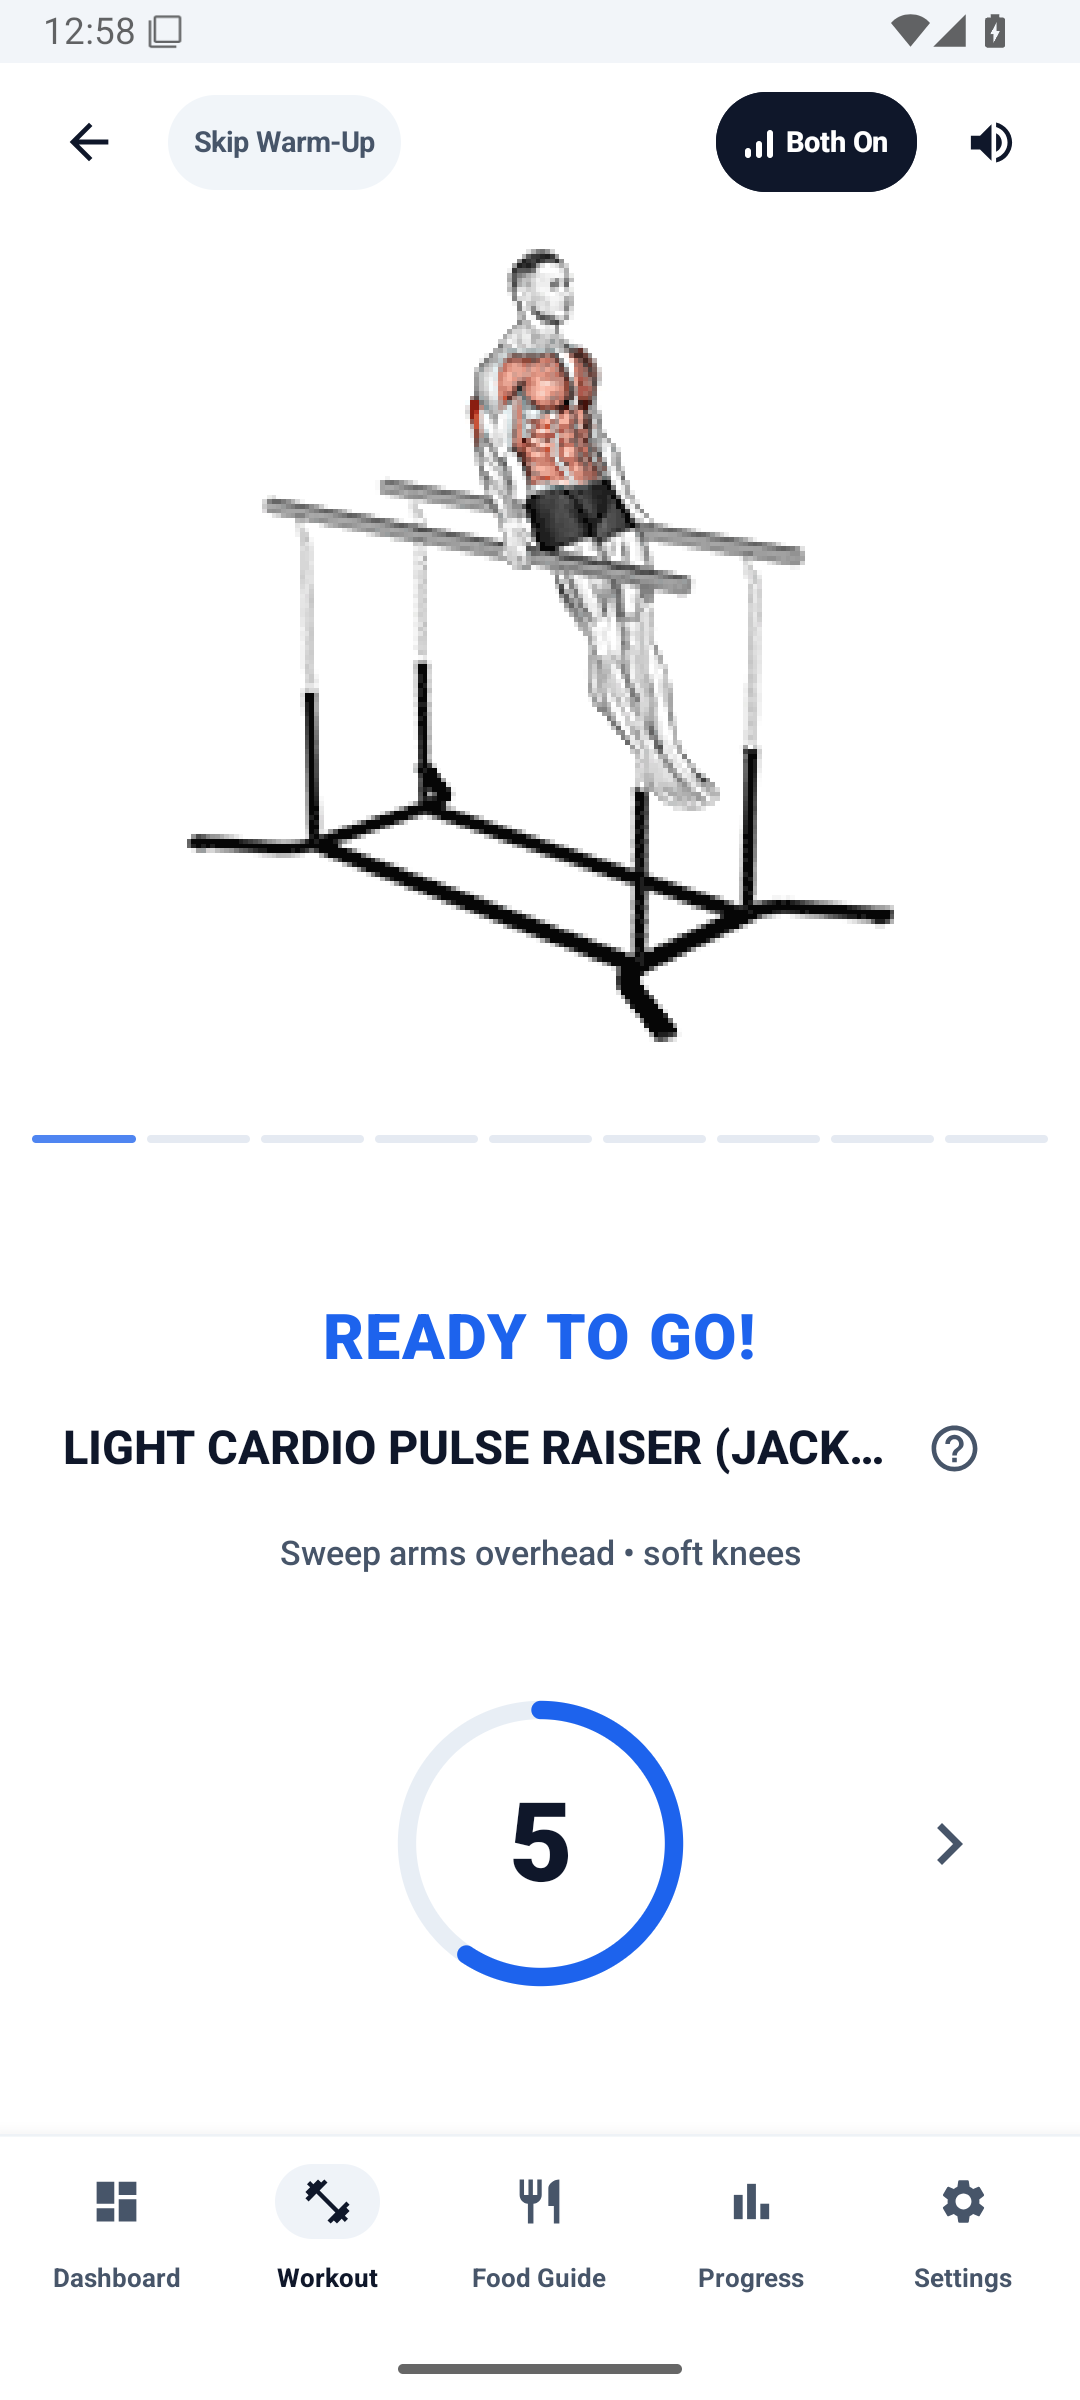 12:58
Skip Warm-Up
Both On
READY TO GO!
LIGHT CARDIO PULSE RAISER (JACK...
Sweep arms overhead • soft knees
5
Dashboard
Workout
Food Guide
Progress
Settings